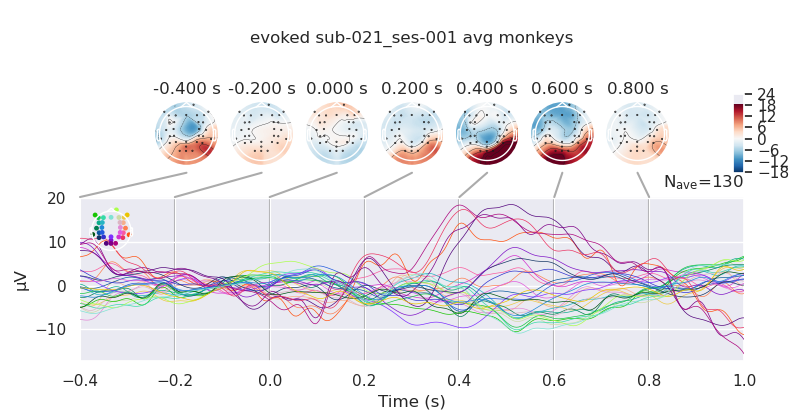 evoked sub-021_ses-001 avg monkeys
-0.400 s -0.200 s 0.000 s 0.200 s 0.400 s 0.600 s 0.800 s
24
18
12
6
0
−6
−12
−18
Nave=130
20
10
0
−10
µV
−0.4 −0.2 0.0 0.2 0.4 0.6 0.8 1.0
Time (s)